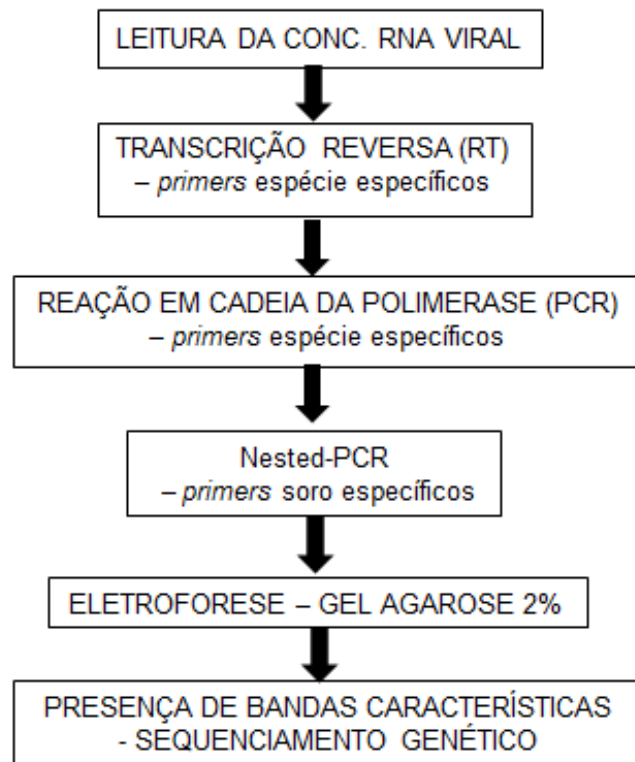 LEITURA DA CONC. RNA VIRAL
TRANSCRIÇÃO REVERSA (RT)
– primers espécie específicos
REAÇÃO EM CADEIA DA POLIMERASE (PCR)
– primers espécie específicos
Nested-PCR
– primers soro específicos
ELETROFORESE – GEL AGAROSE 2%
PRESENÇA DE BANDAS CARACTERÍSTICAS
- SEQUENCIAMENTO GENÉTICO